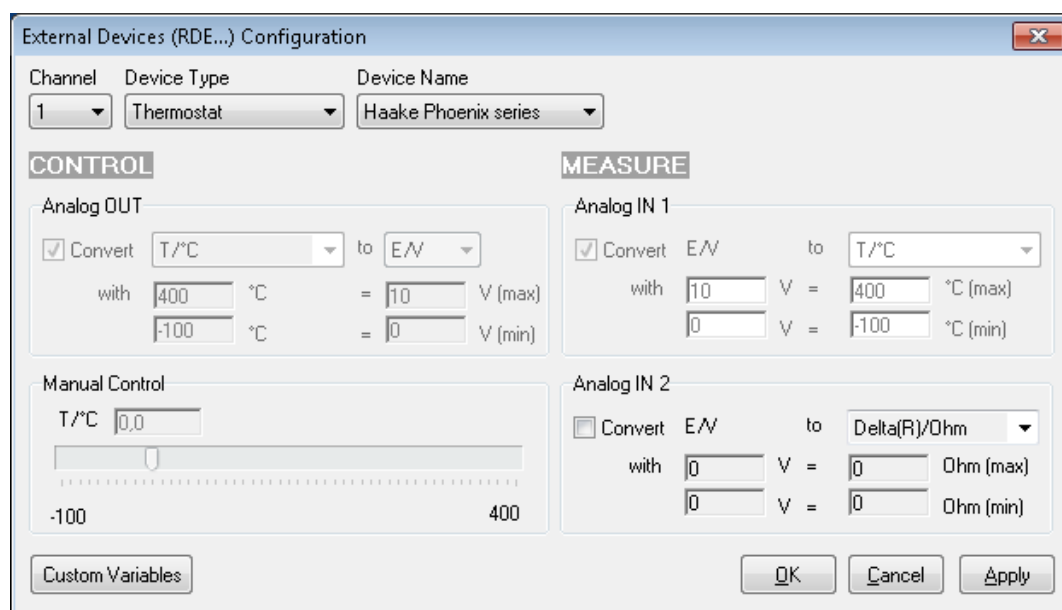 External Devices (RDE...) Configuration
Channel Device Type Device Name
1 Thermostat Haake Phoenix series
CONTROL MEASURE
Analog OUT
Convert T/°C to E/V
with 400 °C = 10 V (max)
-100 °C = 0 V (min)
Analog IN 1
Convert E/V to T/°C
with 10 V = 400 °C (max)
0 V = -100 °C (min)
Manual Control
T/°C 0,0
-100 400
Analog IN 2
Convert E/V to Delta(R)/Ohm
with 0 V = 0 Ohm (max)
0 V = 0 Ohm (min)
Custom Variables OK Cancel Apply